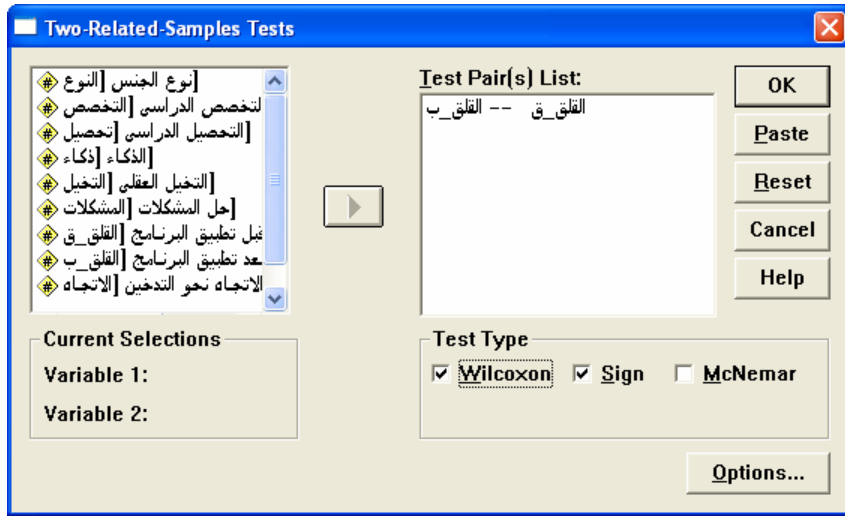 Two-Related-Samples Tests
نوع الجنس [النوع]
لتخصص الدراسى [التخصص
التحصيل الدراسى [تحصيل]
الذكاء [ذكاء]
التخيل العقلى [التخيل]
حل المشكلات [المشكلات]
قبل تطبيق البرنامج [القلق_ق
بعد تطبيق البرنامج [القلق_ب
الاتجاه نحو التدخين [الاتجاه
Test Pair(s) List:
القلق_ق -- القلق_ب
OK
Paste
Reset
Cancel
Help
Current Selections
Variable 1:
Variable 2:
Test Type
Wilcoxon
Sign
McNemar
Options...